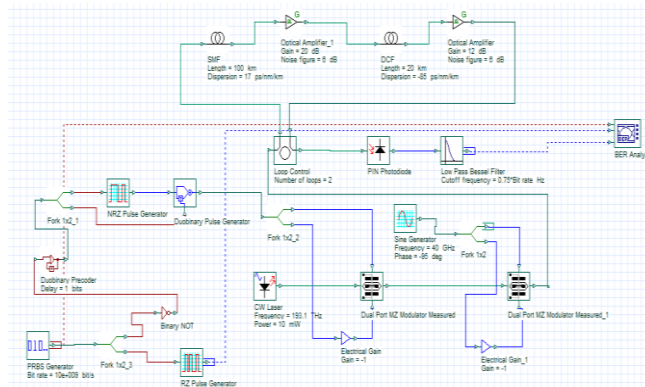 G
G
Optical Amplifier_1
Gain = 20 dB
Noise figure = 6 dB
Optical Amplifier
Gain = 12 dB
Noise figure = 6 dB
SMF
Length = 100 km
Dispersion = 17 ps/nm/km
DCF
Length = 20 km
Dispersion = -85 ps/nm/km
BER Analy
Loop Control
Number of loops = 2
PIN Photodiode
Low Pass Bessel Filter
Cutoff frequency = 0.75*Bit rate Hz
Fork 1x2_1
NRZ Pulse Generator
Duobinary Pulse Generator
Fork 1x2_2
Sine Generator
Frequency = 40 GHz
Phase = -95 deg
Fork 1x2
Duobinary Precoder
Delay = 1 bits
CW Laser
Frequency = 193.1 Hz
Power = 10 mW
Dual Port MZ Modulator Measured
Dual Port MZ Modulator Measured_1
Binary NOT
Electrical Gain
Gain = -1
Electrical Gain_1
Gain = -1
PRBS Generator
Bit rate = 10e+009 bit/s
Fork 1x2_3
RZ Pulse Generator